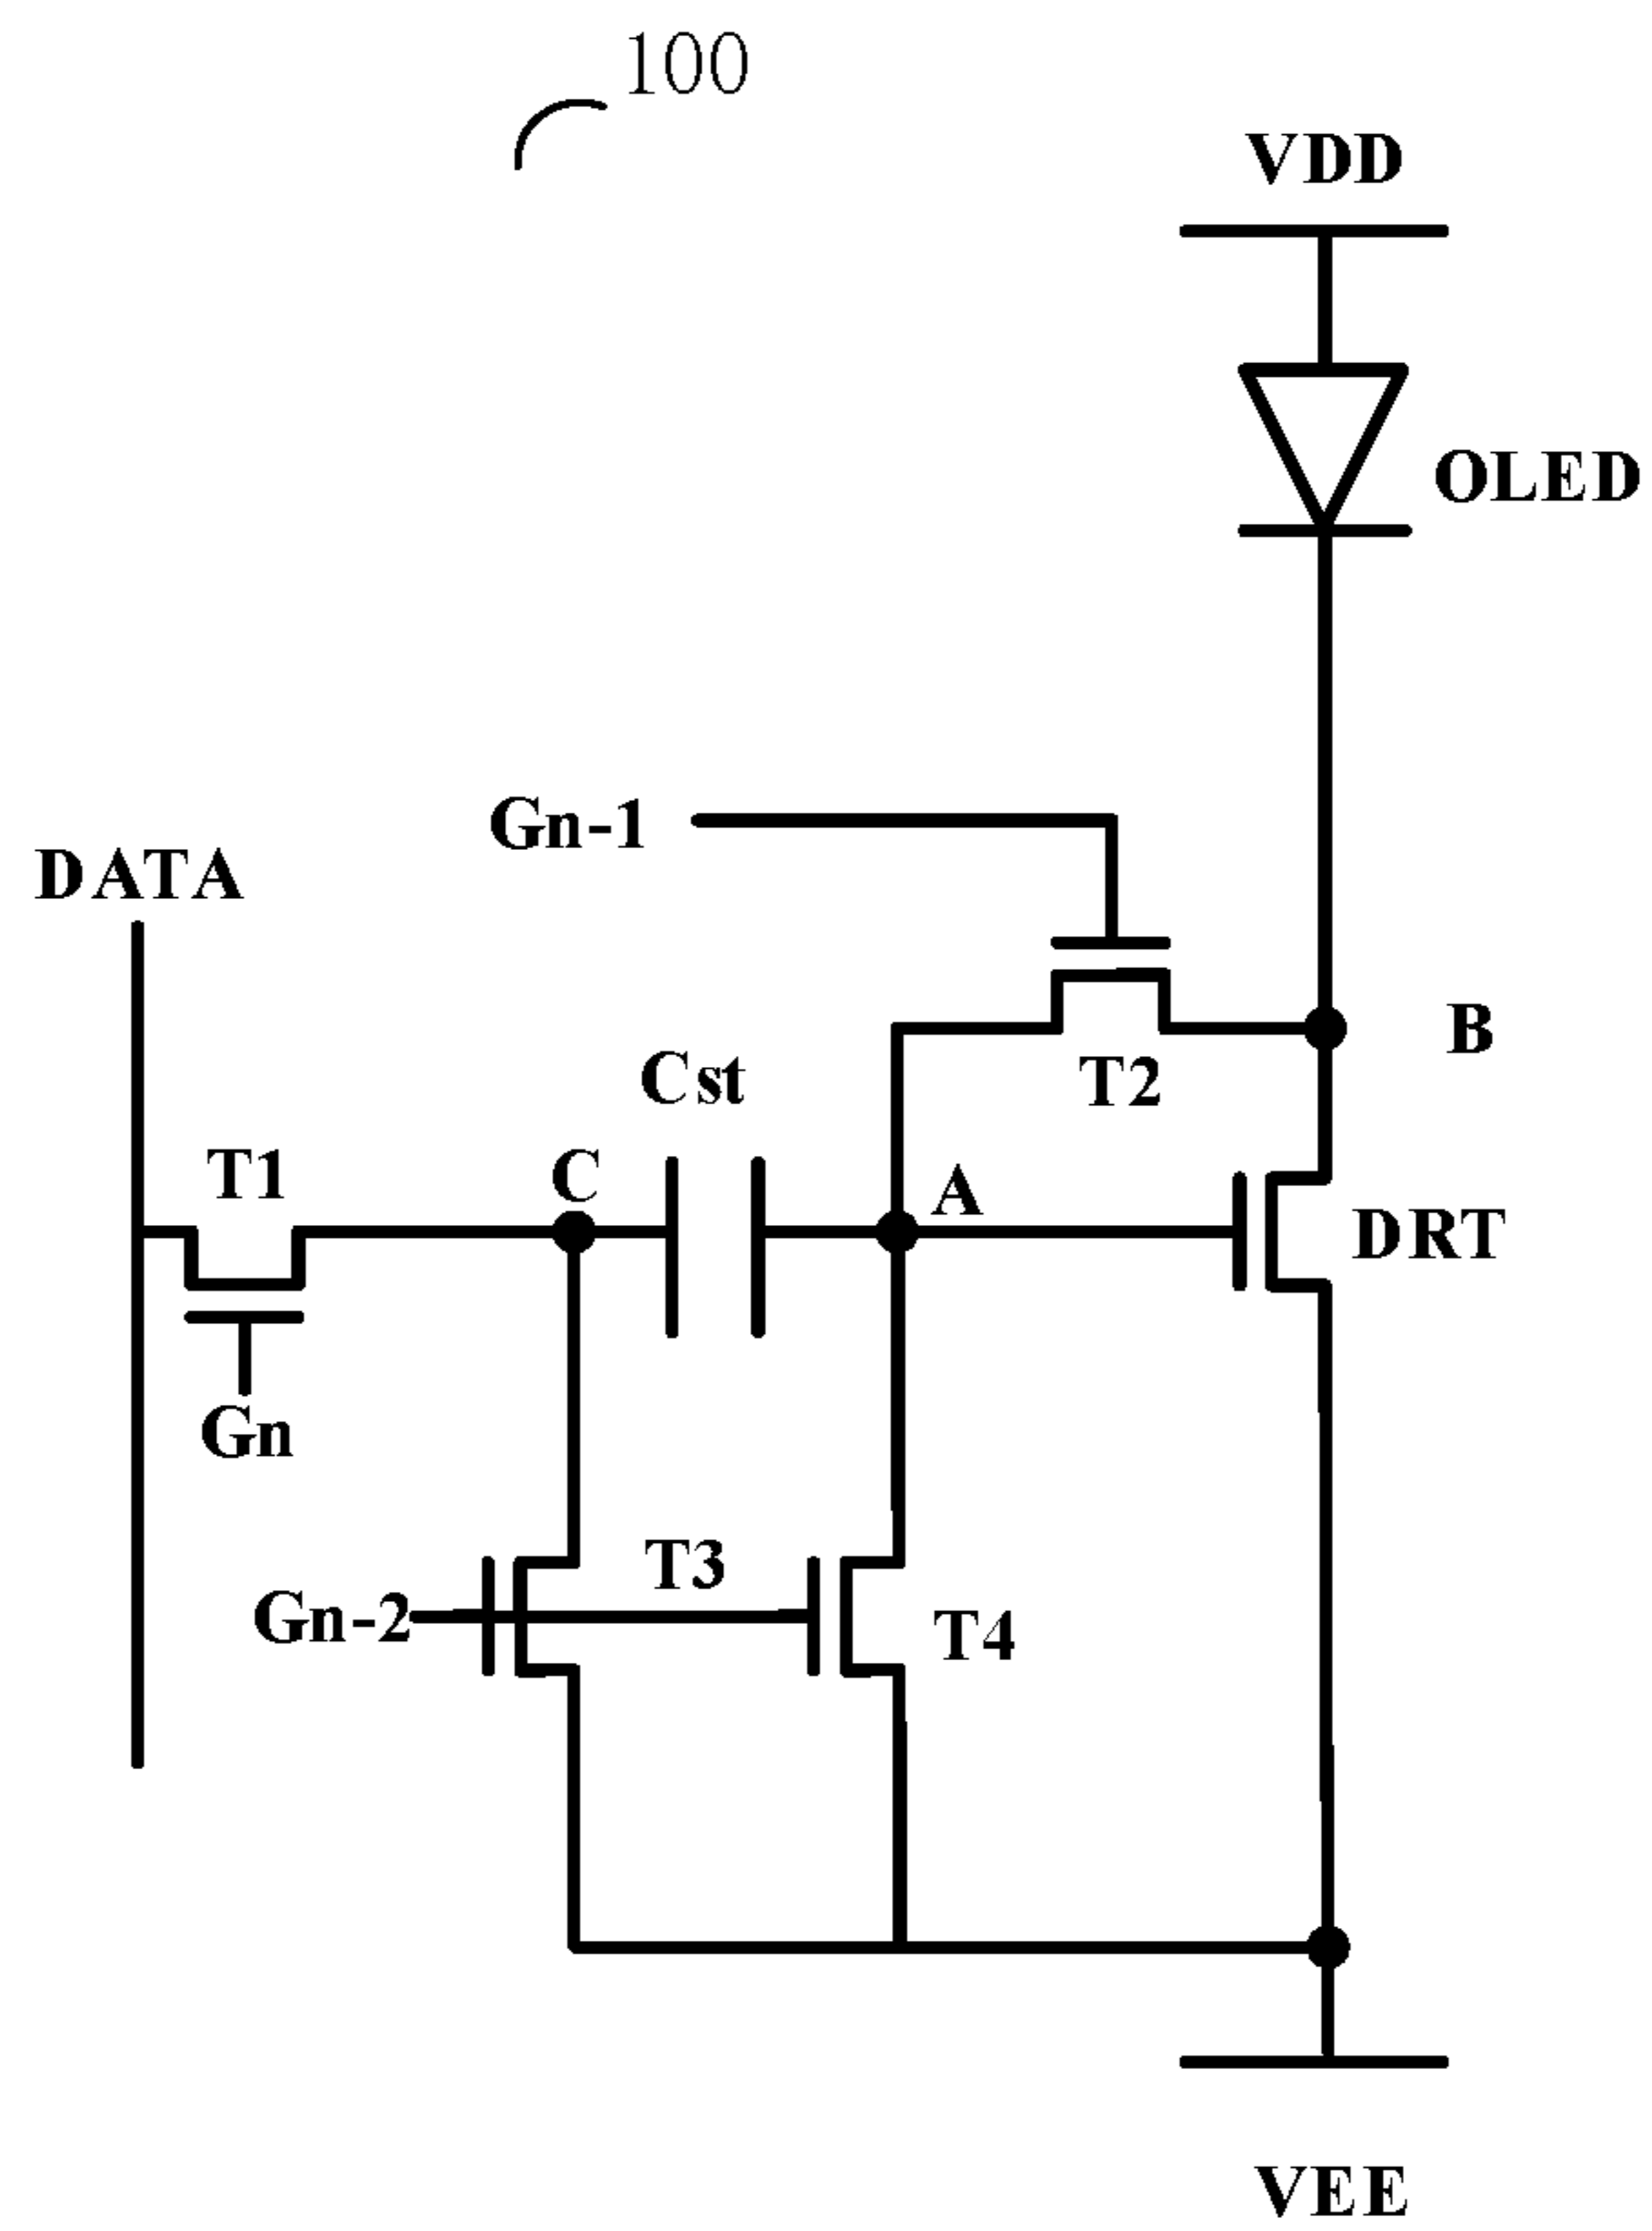 100
VDD
OLED
Gn-1
DATA
B
Cst
T2
T1
C
A
DRT
Gn
T3
Gn-2
T4
VEE